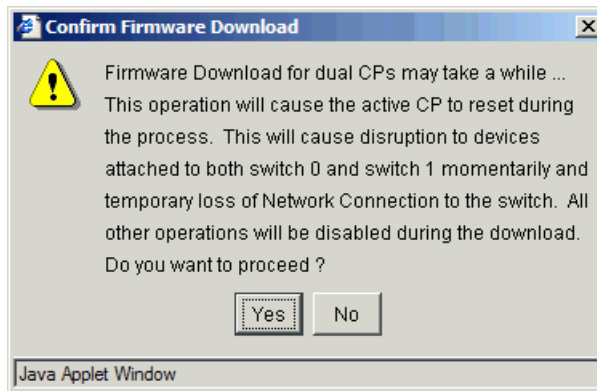 Confirm Firmware Download
Firmware Download for dual CPs may take a while ...
This operation will cause the active CP to reset during
the process. This will cause disruption to devices
attached to both switch 0 and switch 1 momentarily and
temporary loss of Network Connection to the switch. All
other operations will be disabled during the download.
Do you want to proceed ?
Yes No
Java Applet Window